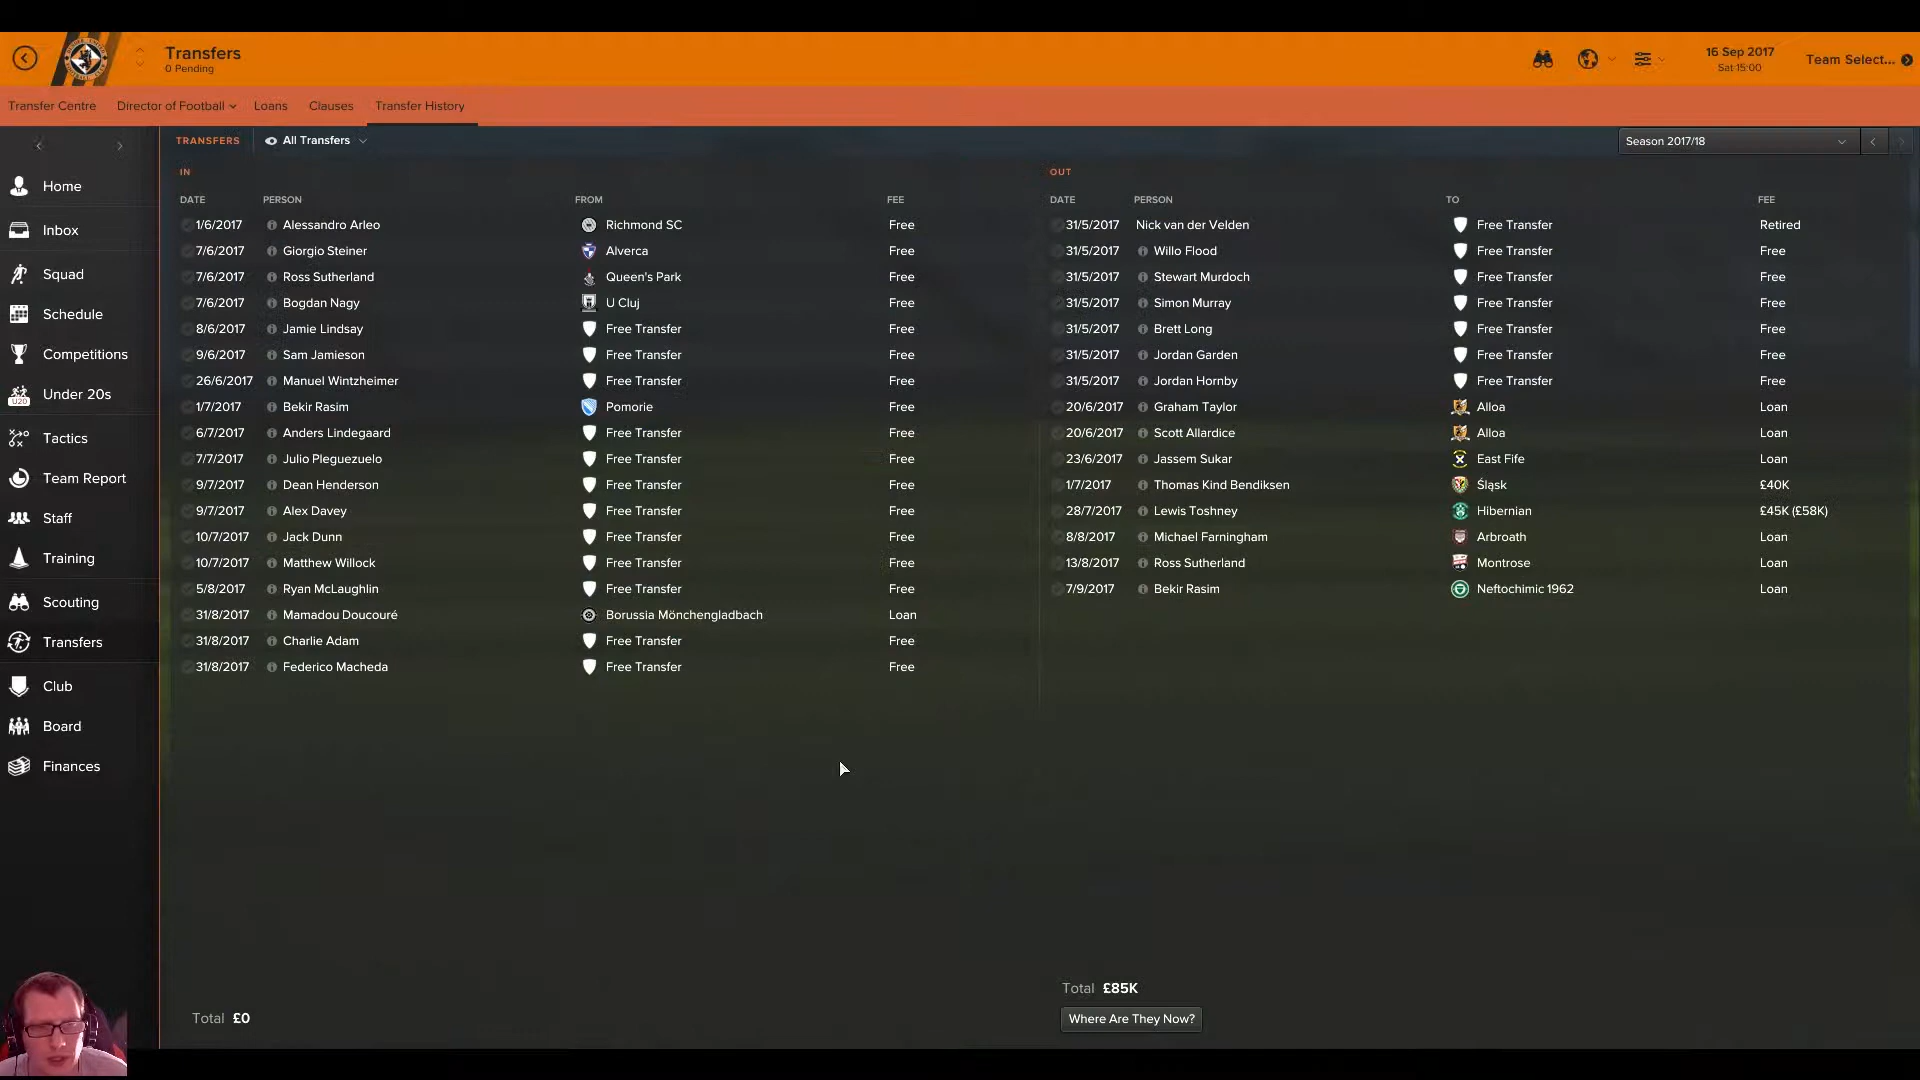 Transfers
0 Pending
16 Sep 2017
Sat 15:00
Team Select...
Transfer Centre Director of Football Loans Clauses Transfer History
TRANSFERS All Transfers Season 2017/18
Home
Inbox
Squad
Schedule
Competitions
U20
Under 20s
Tactics
Team Report
Staff
Training
Scouting
Transfers
Club
Board
Finances
IN
DATE PERSON FROM FEE
1/6/2017 Alessandro Arleo Richmond SC Free
7/6/2017 Giorgio Steiner Alverca Free
7/6/2017 Ross Sutherland Queen's Park Free
7/6/2017 Bogdan Nagy U Cluj Free
8/6/2017 Jamie Lindsay Free Transfer Free
9/6/2017 Sam Jamieson Free Transfer Free
26/6/2017 Manuel Wintzheimer Free Transfer Free
1/7/2017 Bekir Rasim Pomorie Free
6/7/2017 Anders Lindegaard Free Transfer Free
7/7/2017 Julio Pleguezuelo Free Transfer Free
9/7/2017 Dean Henderson Free Transfer Free
9/7/2017 Alex Davey Free Transfer Free
10/7/2017 Jack Dunn Free Transfer Free
10/7/2017 Matthew Willock Free Transfer Free
5/8/2017 Ryan McLaughlin Free Transfer Free
31/8/2017 Mamadou Doucouré Borussia Mönchengladbach Loan
31/8/2017 Charlie Adam Free Transfer Free
31/8/2017 Federico Macheda Free Transfer Free
Total £0
OUT
DATE PERSON TO FEE
31/5/2017 Nick van der Velden Free Transfer Retired
31/5/2017 Willo Flood Free Transfer Free
31/5/2017 Stewart Murdoch Free Transfer Free
31/5/2017 Simon Murray Free Transfer Free
31/5/2017 Brett Long Free Transfer Free
31/5/2017 Jordan Garden Free Transfer Free
31/5/2017 Jordan Hornby Free Transfer Free
20/6/2017 Graham Taylor Alloa Loan
20/6/2017 Scott Allardice Alloa Loan
23/6/2017 Jassem Sukar East Fife Loan
1/7/2017 Thomas Kind Bendiksen Śląsk £40K
28/7/2017 Lewis Toshney Hibernian £45K (£58K)
8/8/2017 Michael Farningham Arbroath Loan
13/8/2017 Ross Sutherland Montrose Loan
7/9/2017 Bekir Rasim Neftochimic 1962 Loan
Total £85K
Where Are They Now?